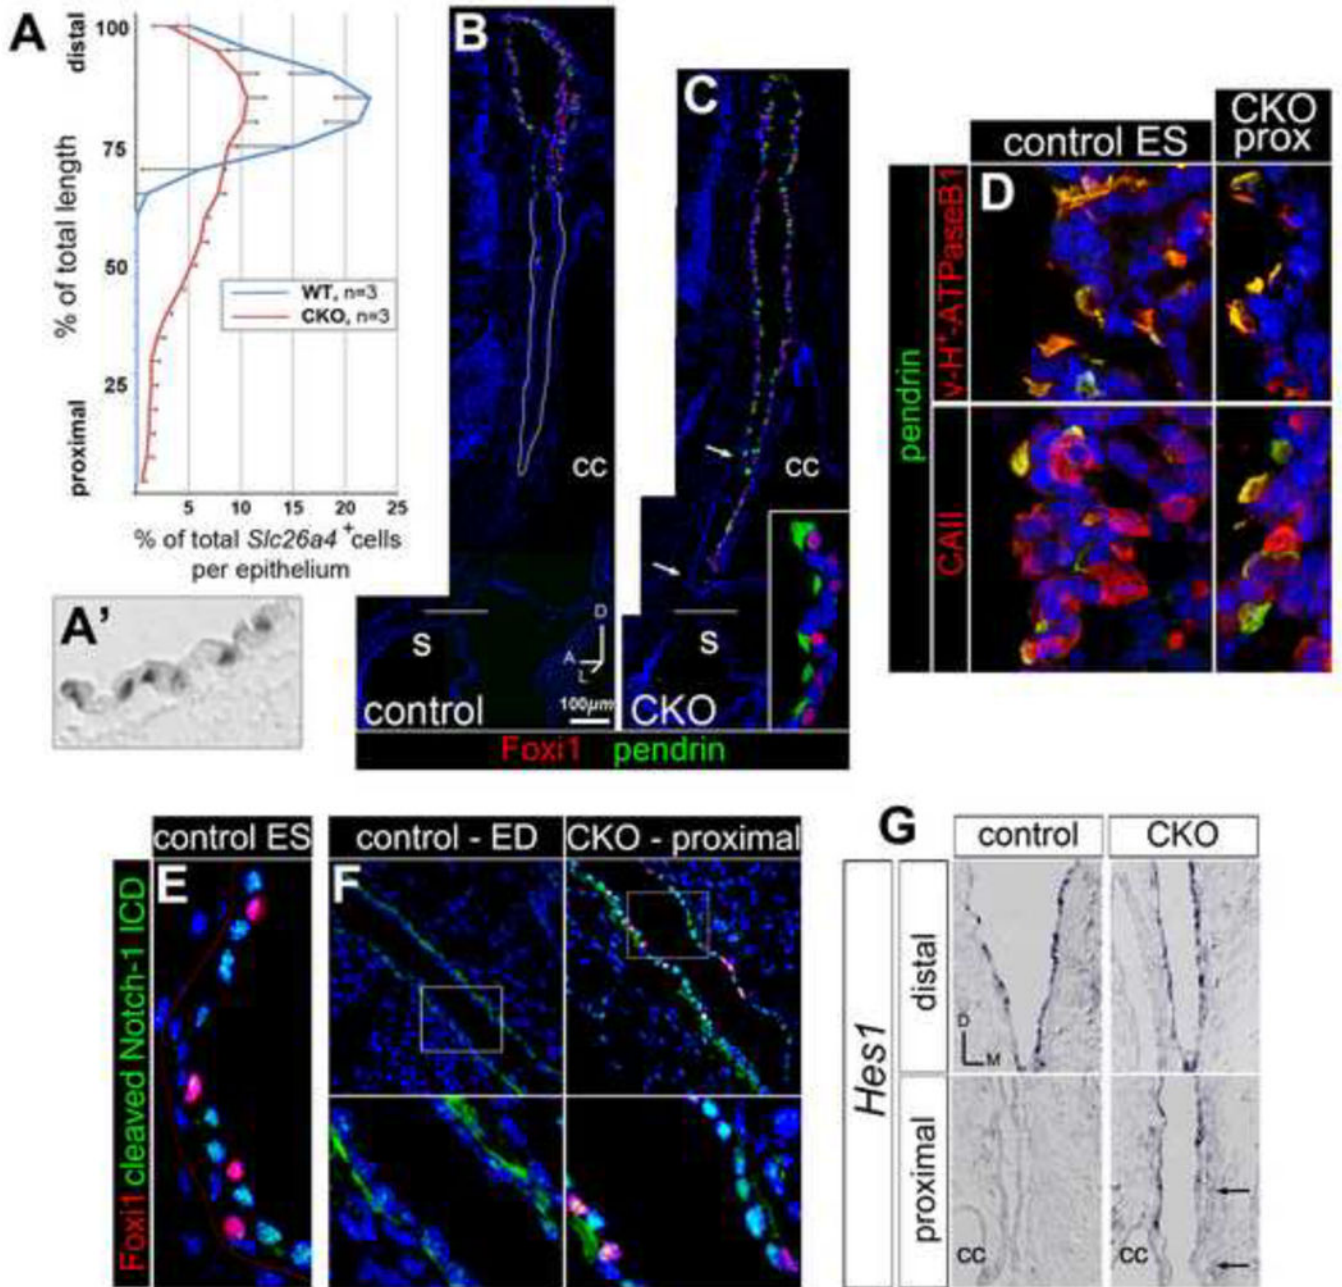 A
distal
% of total length
proximal
100
75
50
25
WT, n=3
CKO, n=3
5 10 15 20 25
% of total Slc26a4 +cells
per epithelium
A’
B
cc
S
control
D
A
L
100µm
C
cc
S
CKO
Foxi1 pendrin
control ES
CKO
prox
D
pendrin
v-H+-ATPaseB1
CAII
control ES
E
Foxi1 cleaved Notch-1 ICD
control - ED
CKO - proximal
F
G
control
CKO
Hes1
distal
proximal
D
M
cc
cc